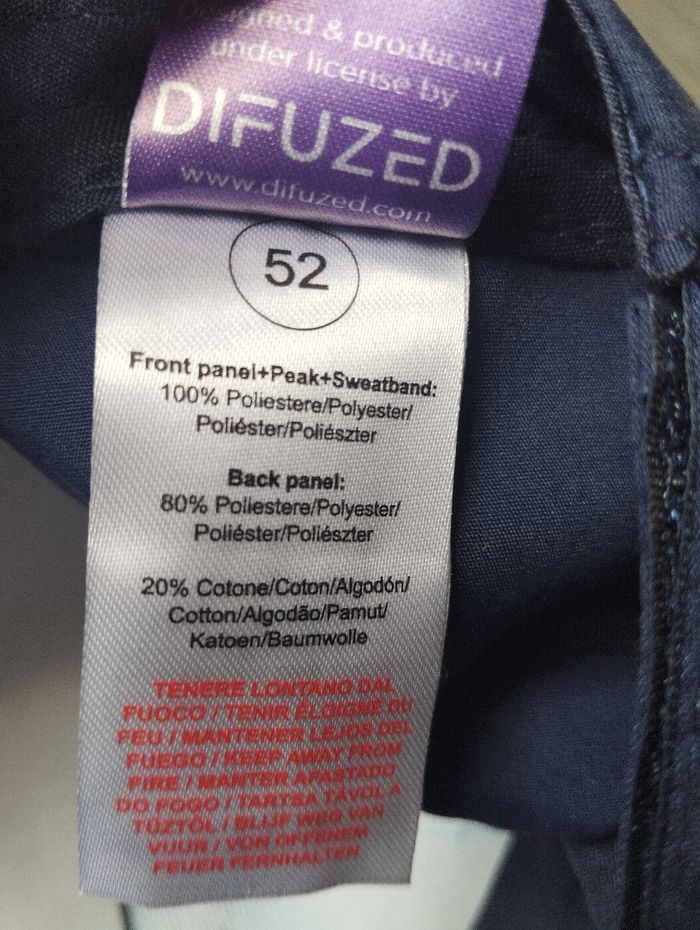 & produced
under license by
DIFUZED
www.difuzed.com
52
Front panel+Peak+Sweatband:
100% Poliestere/Polyester/
Poliéster/Poliészter
Back panel:
80% Poliestere/Polyester/
Poliéster/Poliészter
20% Cotone/Coton/Algodón/
Cotton/Algodão/Pamut/
Katoen/Baumwolle
TENERE LONTANO DAL
FUOCO / TENIR ÉLOIGNÉ DU
FEU / MANTENER LEJOS DEL
FUEGO / KEEP AWAY FROM
FIRE / MANTER AFASTADO
DO FOGO / TARTSA TÁVOL A
TŰZTŐL / BLIJF WEG VAN
VUUR / VON OFFENEM
FEUER FERNHALTEN